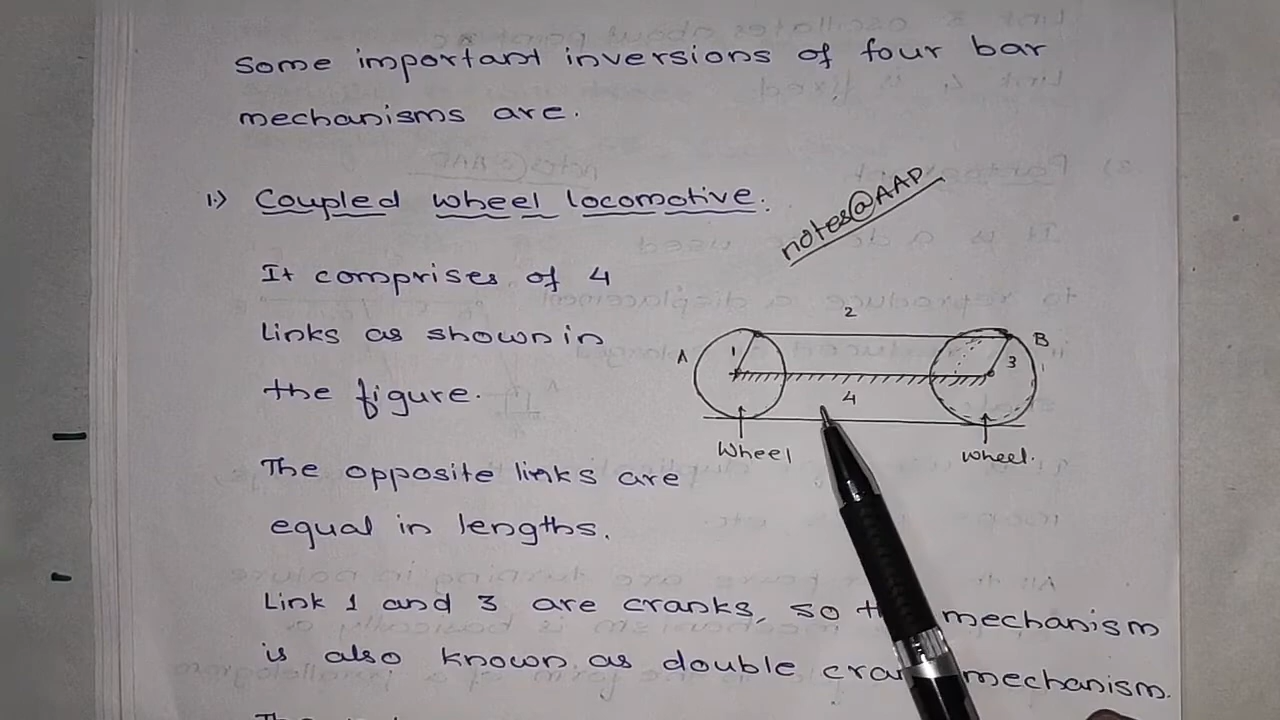 some important inversions of four bar
mechanisms are.
1.) Coupled wheel locomotive.
notes@AAP
It comprises of 4
links as shown in
the figure.
2
A
1
B
3
4
Wheel
wheel.
The opposite links are
equal in lengths.
Link 1 and 3 are cranks, so mechanism
is also known as double mechanism.